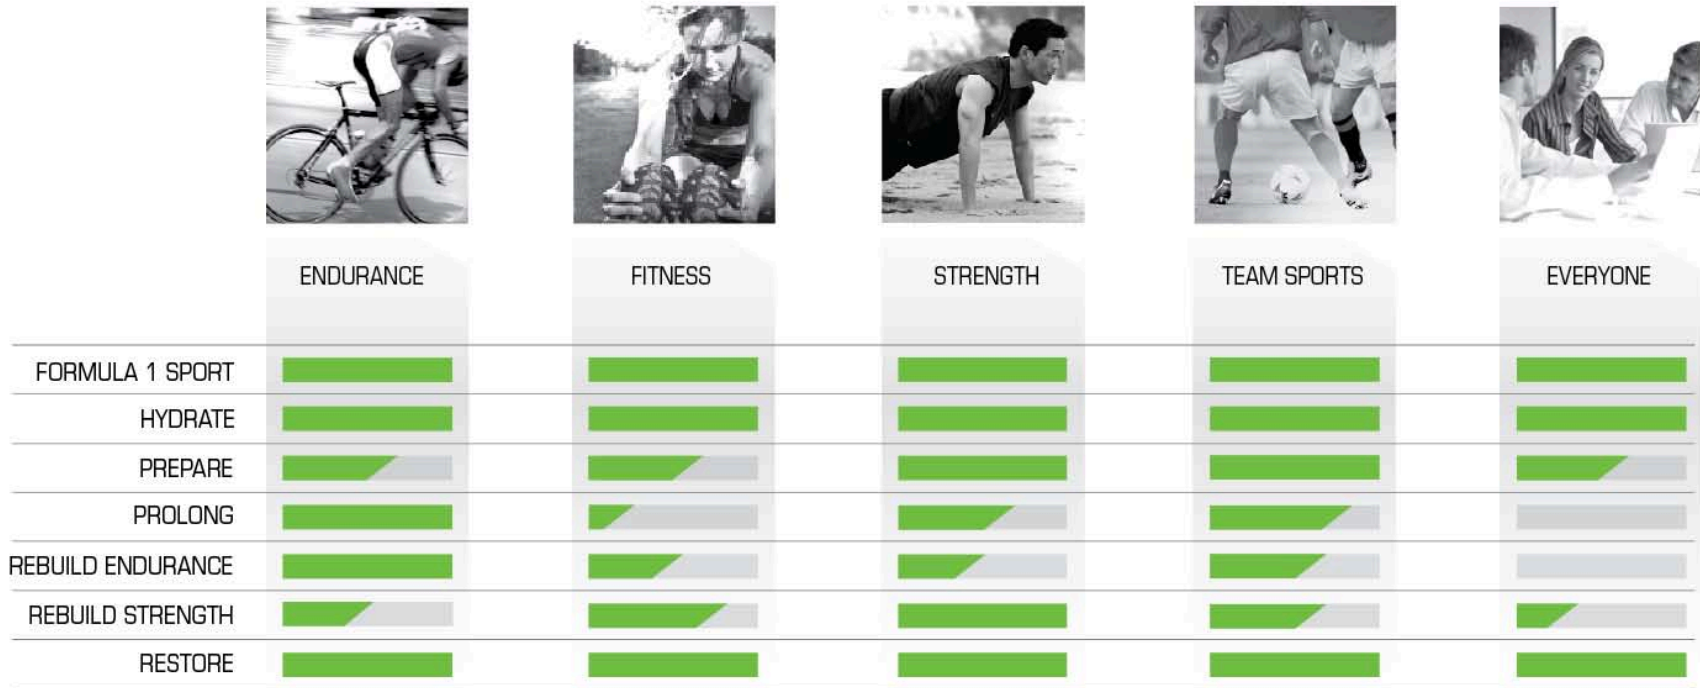 ENDURANCE FITNESS STRENGTH TEAM SPORTS EVERYONE
FORMULA 1 SPORT
HYDRATE
PREPARE
PROLONG
REBUILD ENDURANCE
REBUILD STRENGTH
RESTORE